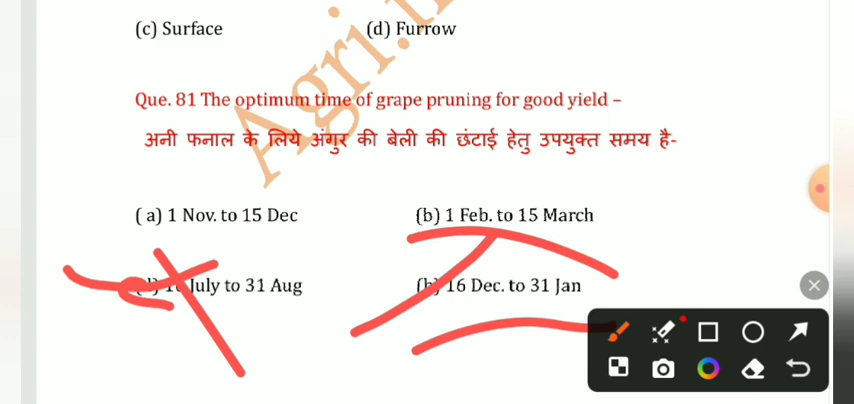 (c) Surface (d) Furrow
Que. 81 The optimum time of grape pruning for good yield –
अनी फनाल के लिये अंगुर की बेली की छंटाई हेतु उपयुक्त समय है-
( a) 1 Nov. to 15 Dec (b) 1 Feb. to 15 March
July to 31 Aug (b) 16 Dec. to 31 Jan
Agri.